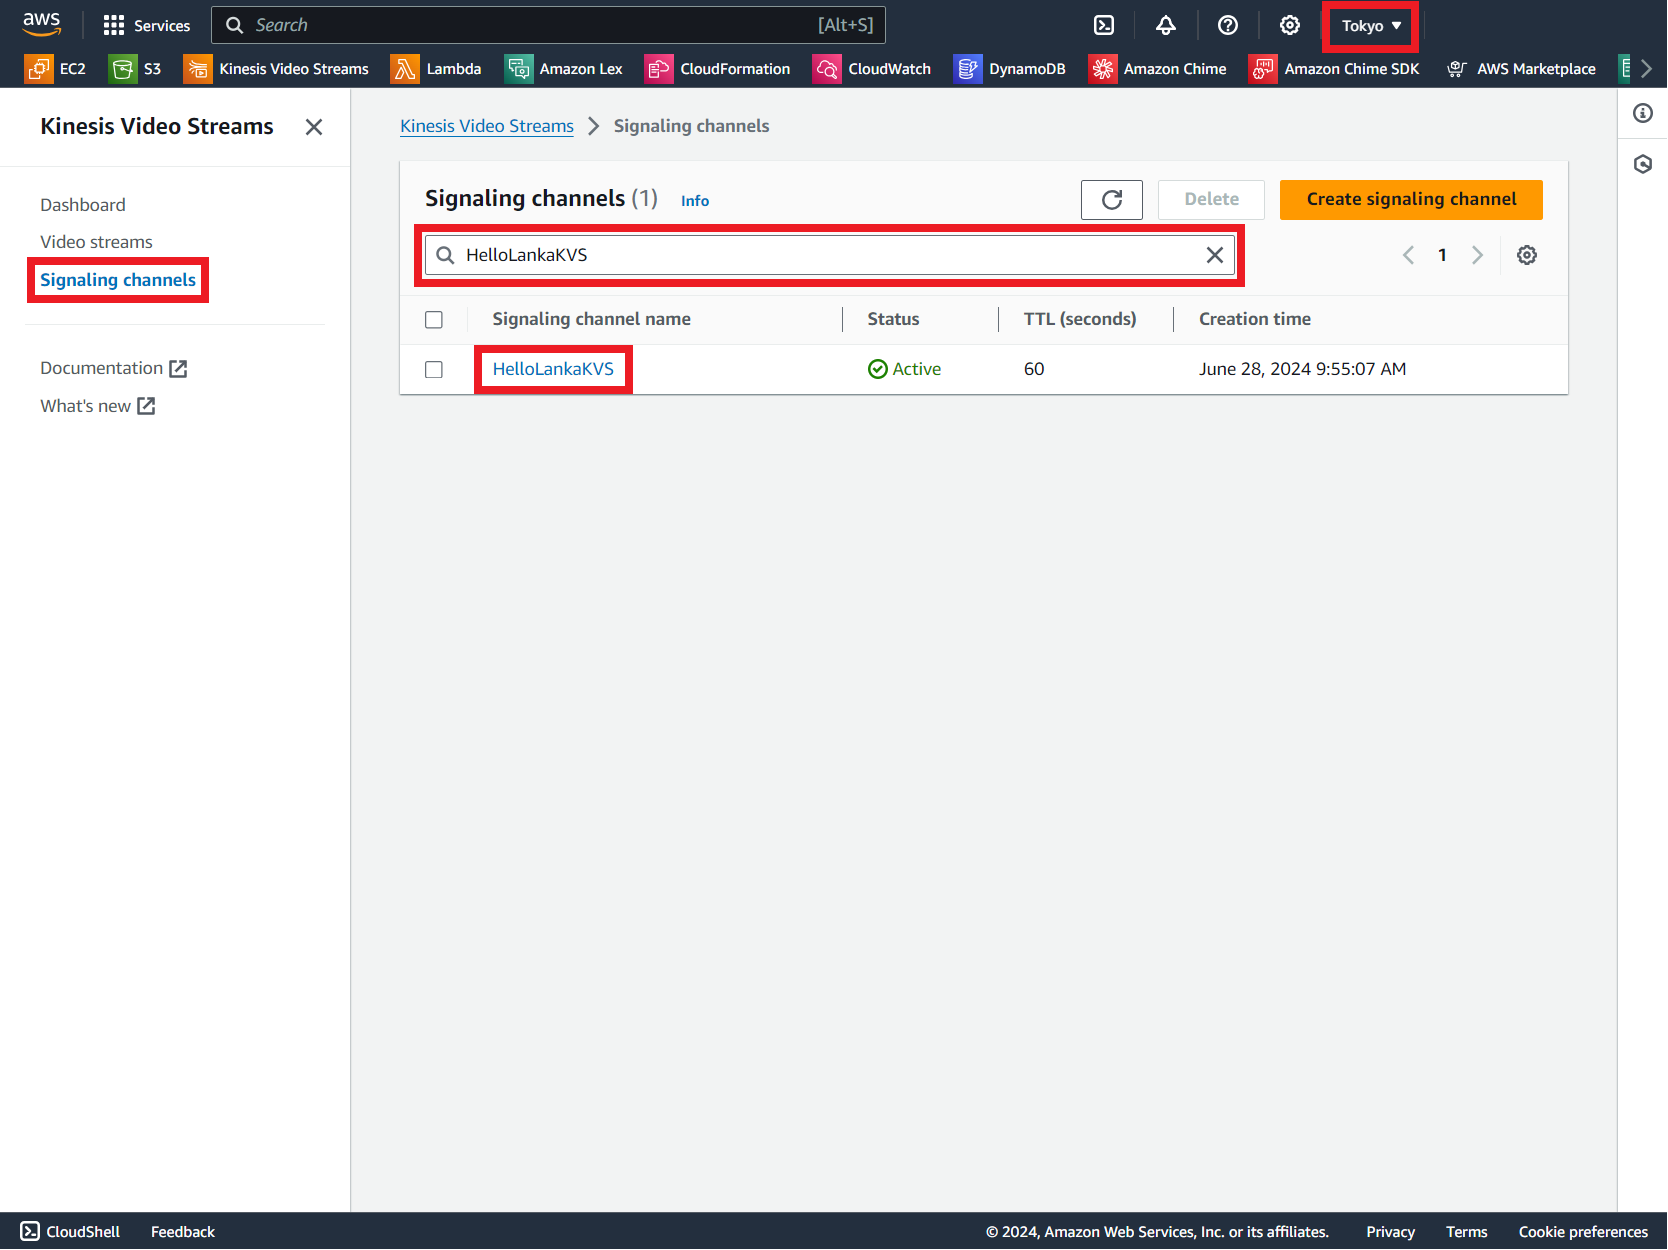 aws Services Search [Alt+S] Tokyo
EC2 S3 Kinesis Video Streams Lambda Amazon Lex CloudFormation CloudWatch DynamoDB Amazon Chime Amazon Chime SDK AWS Marketplace
Kinesis Video Streams
Dashboard
Video streams
Signaling channels
Documentation
What's new
Kinesis Video Streams Signaling channels
Signaling channels (1) Info Delete Create signaling channel
HelloLankaKVS 1
Signaling channel name Status TTL (seconds) Creation time
HelloLankaKVS Active 60 June 28, 2024 9:55:07 AM
CloudShell Feedback © 2024, Amazon Web Services, Inc. or its affiliates. Privacy Terms Cookie preferences